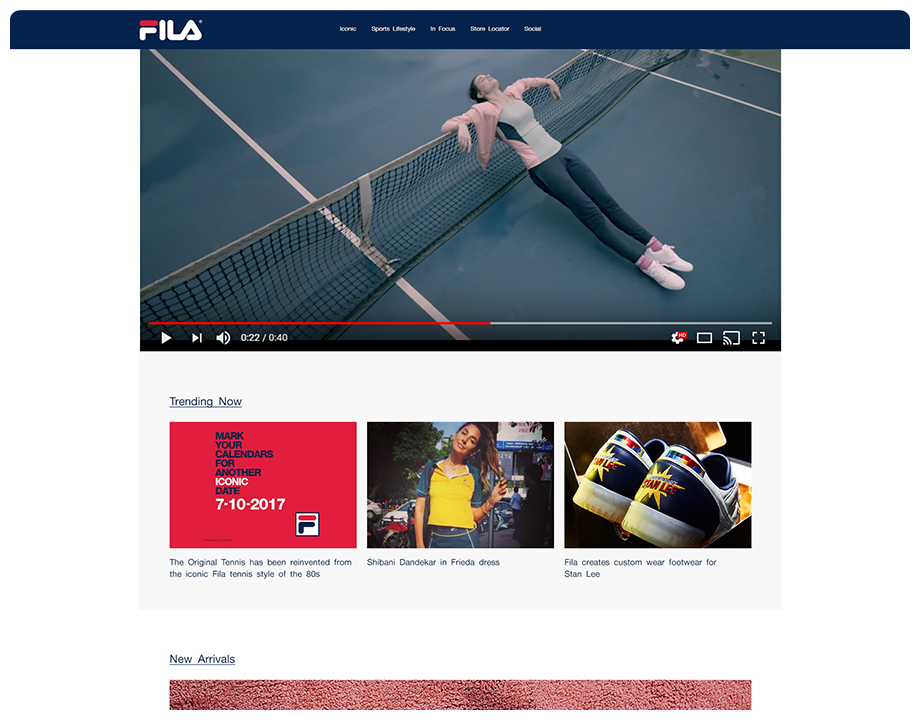 FILA
Iconic
Sports Lifestyle
In Focus
Store Locator
Social
0:22 / 0:40
HD
Trending Now
MARK
YOUR
CALENDARS
FOR
ANOTHER
ICONIC
DATE
7-10-2017
The Original Tennis has been reinvented from
the iconic Fila tennis style of the 80s
Shibani Dandekar in Frieda dress
STAN LEE
STAN LEE
Fila creates custom wear footwear for
Stan Lee
New Arrivals